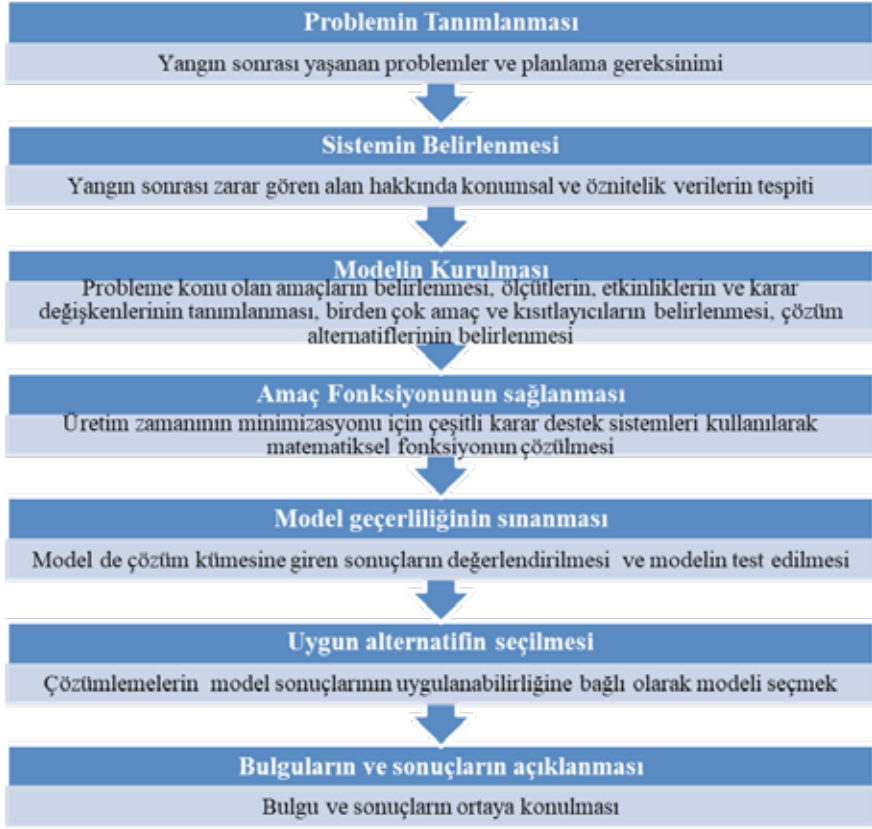 Problemin Tanımlanması
Yangın sonrası yaşanan problemler ve planlama gereksinimi
Sistemin Belirlenmesi
Yangın sonrası zarar gören alan hakkında konumsal ve öznitelik verilerin tespiti
Modelin Kurulması
Probleme konu olan amaçların belirlenmesi, ölçütlerin, etkinliklerin ve karar
değişkenlerinin tanımlanması, birden çok amaç ve kısıtlayıcıların belirlenmesi, çözüm
alternatiflerinin belirlenmesi
Amaç Fonksiyonunun sağlanması
Üretim zamanının minimizasyonu için çeşitli karar destek sistemleri kullanılarak
matematiksel fonksiyonun çözülmesi
Model geçerliliğinin sınanması
Model de çözüm kümesine giren sonuçların değerlendirilmesi ve modelin test edilmesi
Uygun alternatifin seçilmesi
Çözümlemelerin model sonuçlarının uygulanabilirliğine bağlı olarak modeli seçmek
Bulguların ve sonuçların açıklanması
Bulgu ve sonuçların ortaya konulması